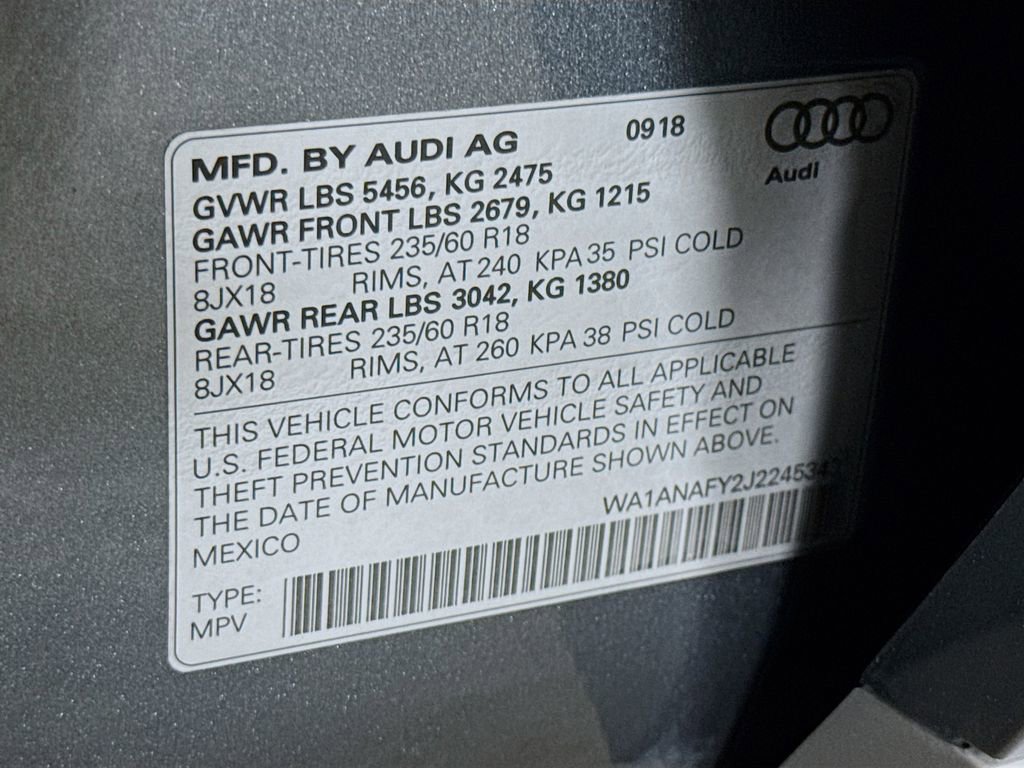 MFD. BY AUDI AG 0918
Audi
GVWR LBS 5456, KG 2475
GAWR FRONT LBS 2679, KG 1215
FRONT-TIRES 235/60 R18
8JX18 RIMS, AT 240 KPA 35 PSI COLD
GAWR REAR LBS 3042, KG 1380
REAR-TIRES 235/60 R18
8JX18 RIMS, AT 260 KPA 38 PSI COLD
THIS VEHICLE CONFORMS TO ALL APPLICABLE
U.S. FEDERAL MOTOR VEHICLE SAFETY AND
THEFT PREVENTION STANDARDS IN EFFECT ON
THE DATE OF MANUFACTURE SHOWN ABOVE.
MEXICO WA1ANAFY2J2245343
TYPE:
MPV